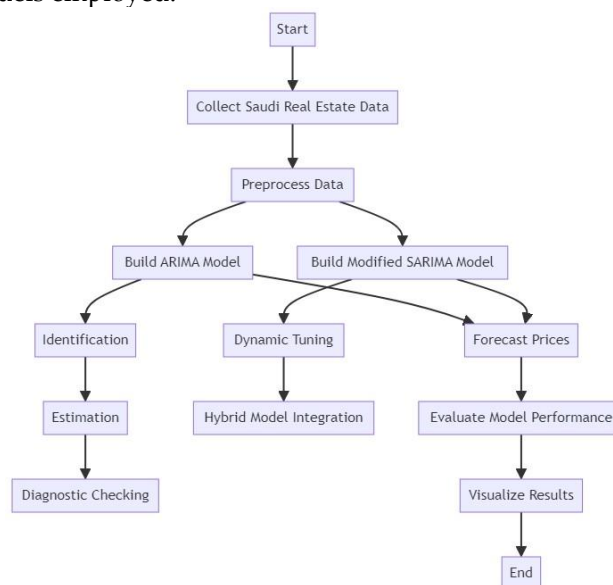 employed.
Start
Collect Saudi Real Estate Data
Preprocess Data
Build ARIMA Model
Build Modified SARIMA Model
Identification
Dynamic Tuning
Forecast Prices
Estimation
Hybrid Model Integration
Evaluate Model Performance
Diagnostic Checking
Visualize Results
End